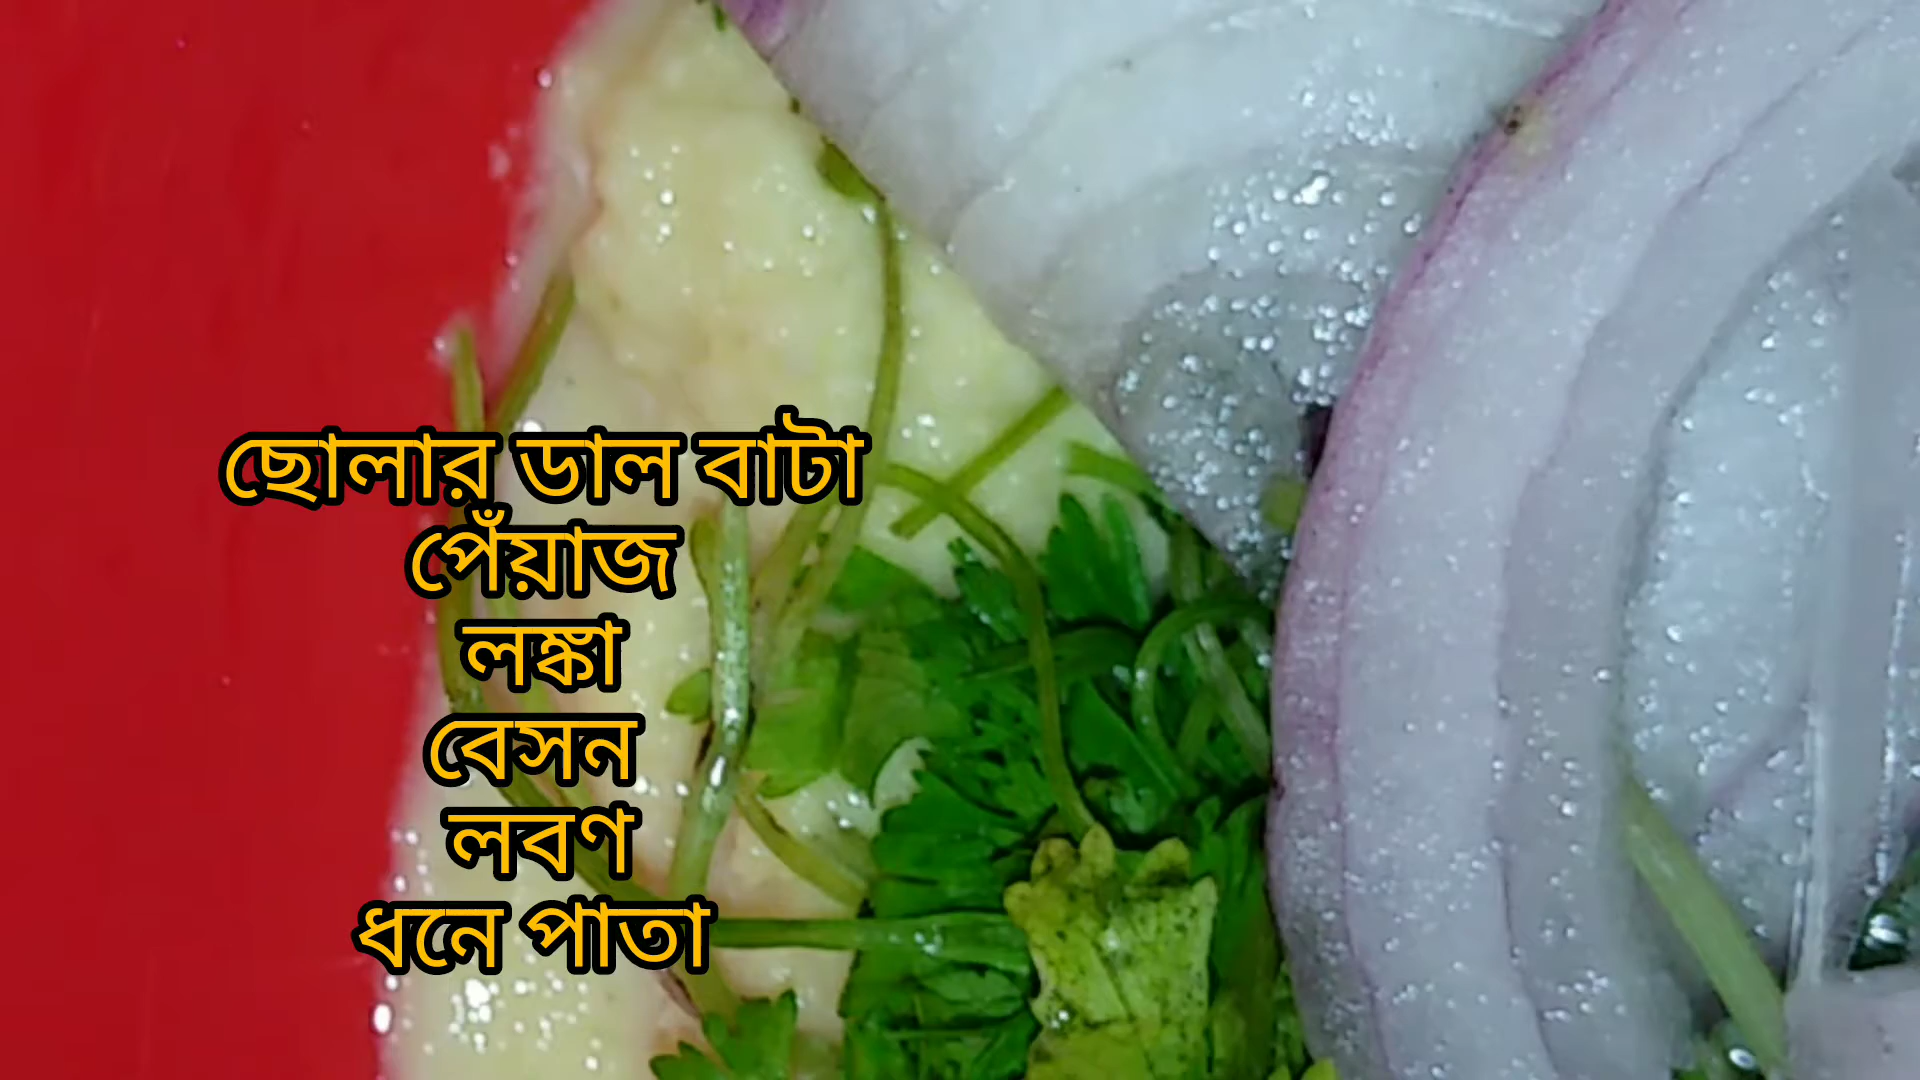 ছোলার ডাল বাটা
পেঁয়াজ
লঙ্কা
বেসন
লবণ
ধনে পাতা